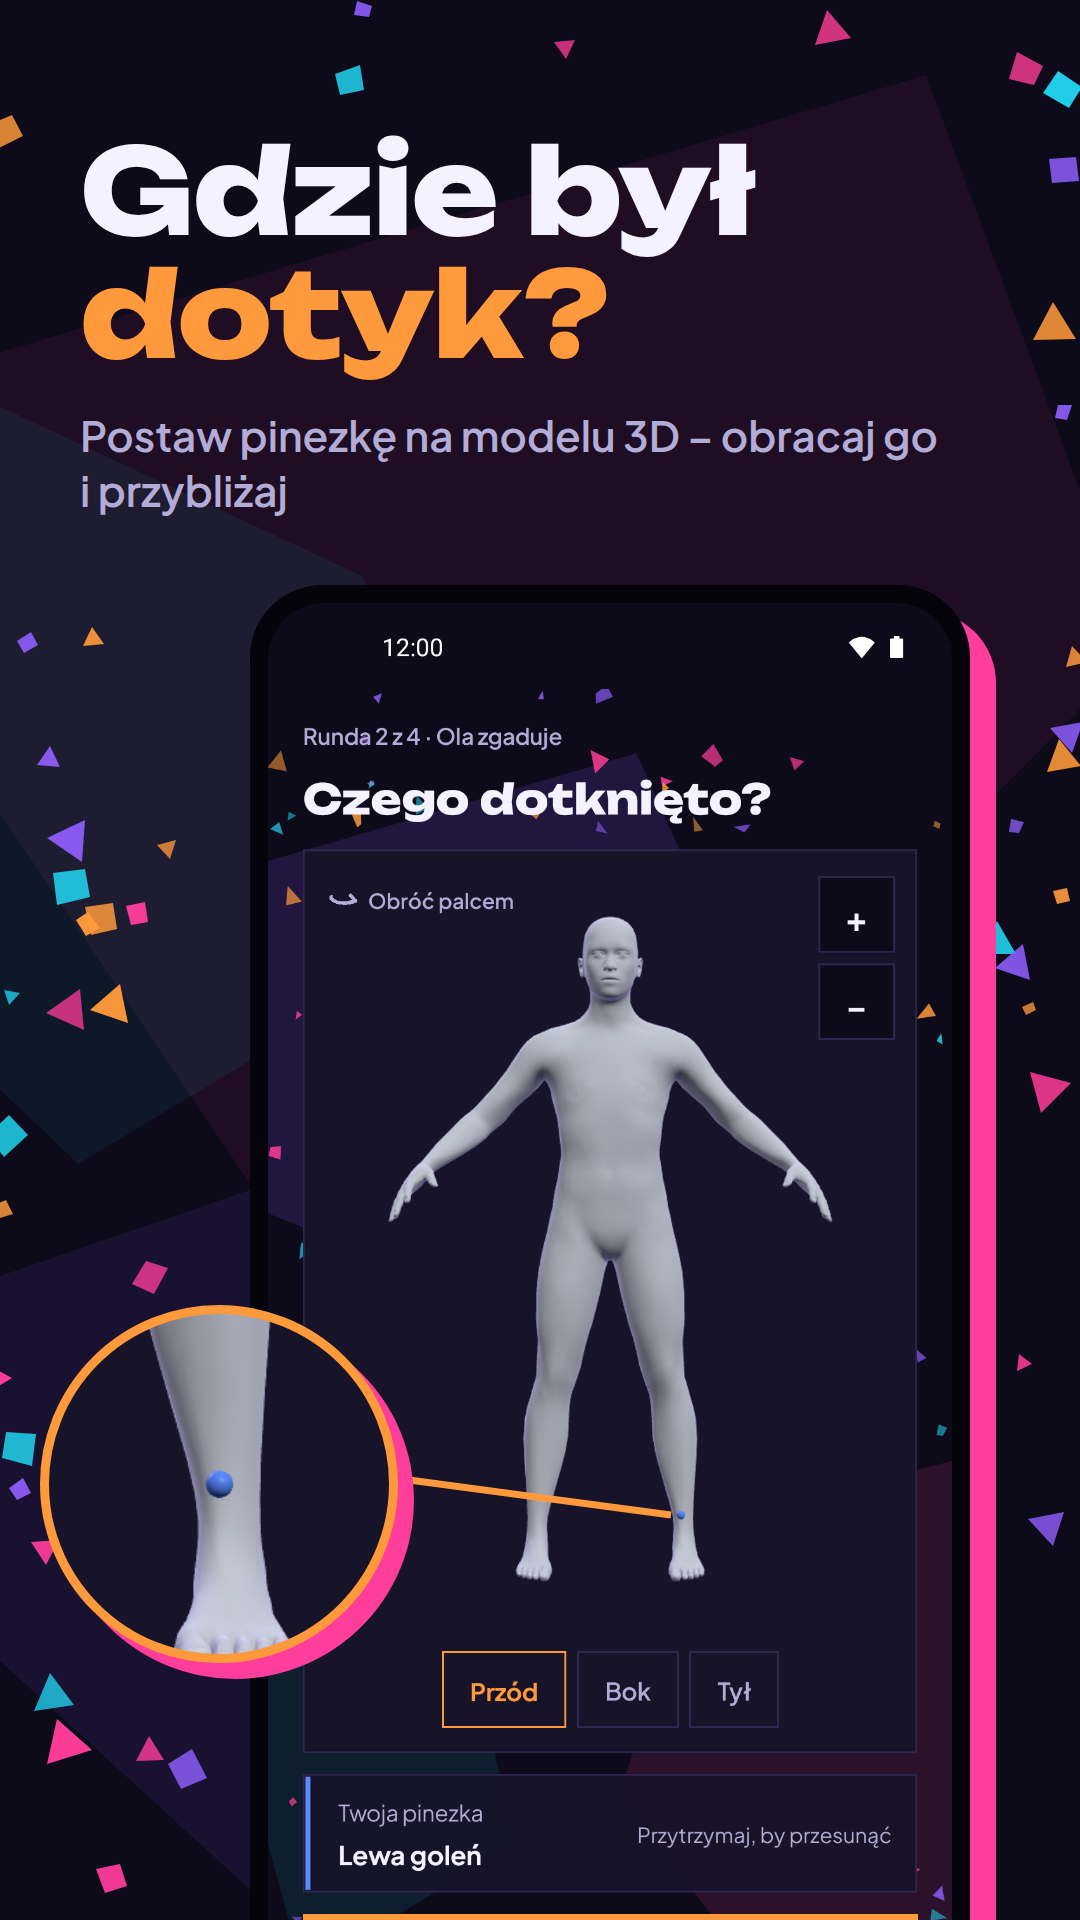 Gdzie był
dotyk?
Postaw pinezkę na modelu 3D – obracaj go
i przybliżaj
12:00
Runda 2 z 4 · Ola zgaduje
Czego dotknięto?
Obróć palcem
+
−
Przód
Bok
Tył
Twoja pinezka
Lewa goleń
Przytrzymaj, by przesunąć